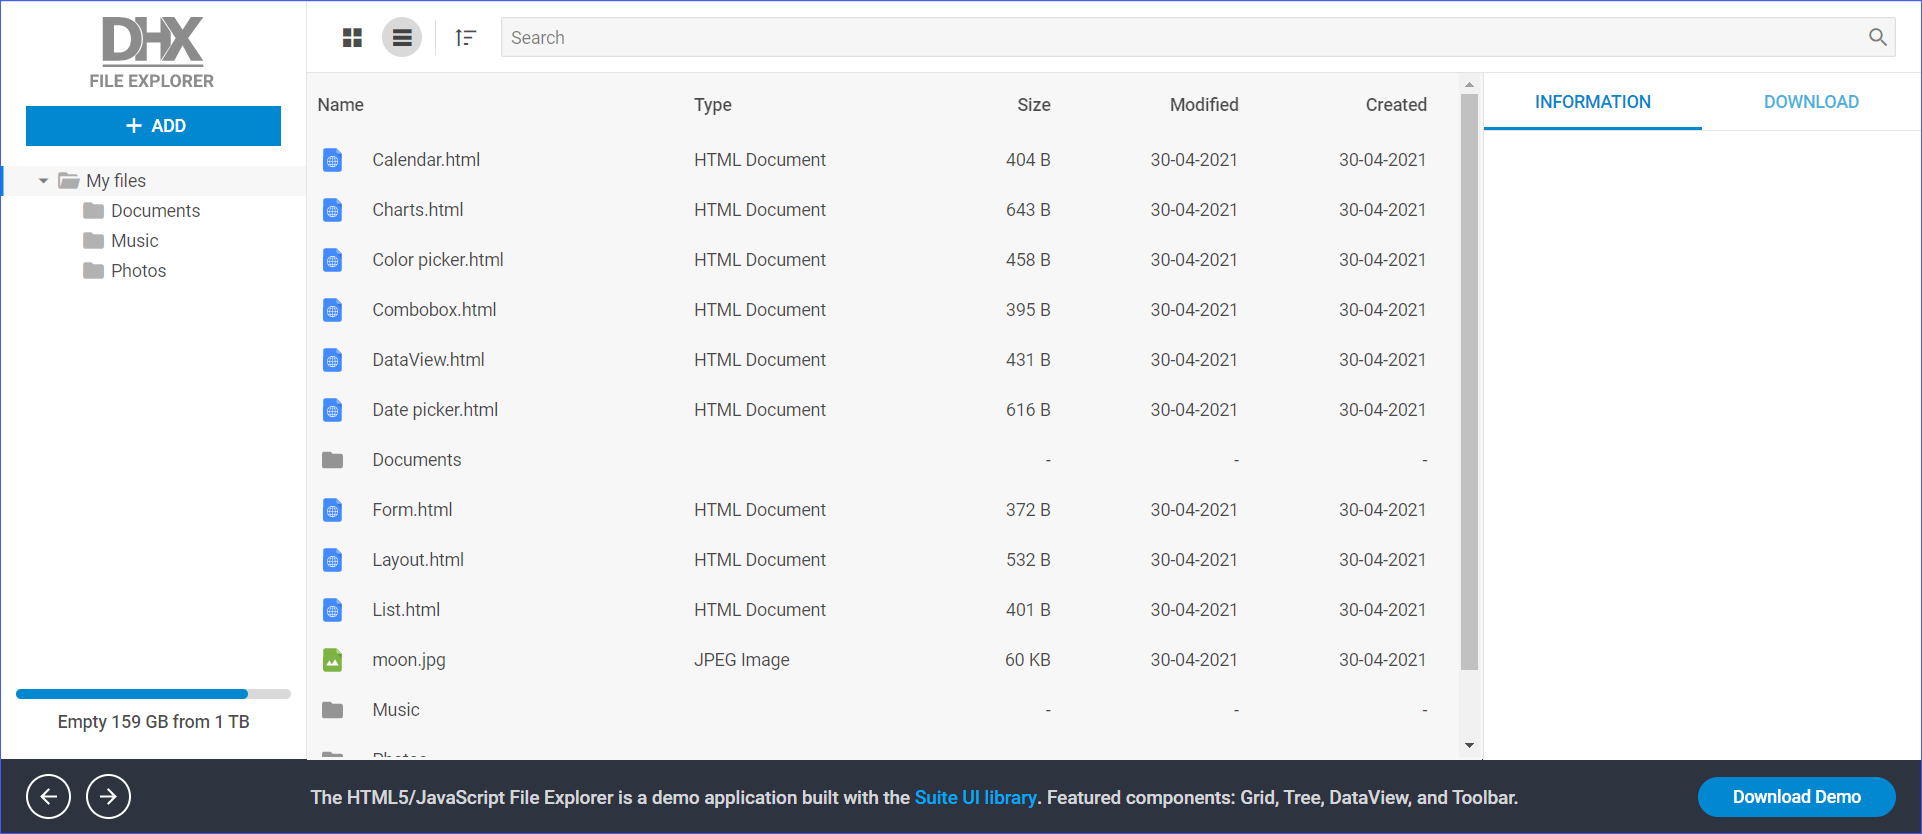 DHX
FILE EXPLORER
ADD
My files
Documents
Music
Photos
Empty 159 GB from 1 TB
Search
Name Type Size Modified Created
Calendar.html HTML Document 404 B 30-04-2021 30-04-2021
Charts.html HTML Document 643 B 30-04-2021 30-04-2021
Color picker.html HTML Document 458 B 30-04-2021 30-04-2021
Combobox.html HTML Document 395 B 30-04-2021 30-04-2021
DataView.html HTML Document 431 B 30-04-2021 30-04-2021
Date picker.html HTML Document 616 B 30-04-2021 30-04-2021
Documents - - -
Form.html HTML Document 372 B 30-04-2021 30-04-2021
Layout.html HTML Document 532 B 30-04-2021 30-04-2021
List.html HTML Document 401 B 30-04-2021 30-04-2021
moon.jpg JPEG Image 60 KB 30-04-2021 30-04-2021
Music - - -
Photos
INFORMATION DOWNLOAD
The HTML5/JavaScript File Explorer is a demo application built with the Suite UI library. Featured components: Grid, Tree, DataView, and Toolbar.
Download Demo